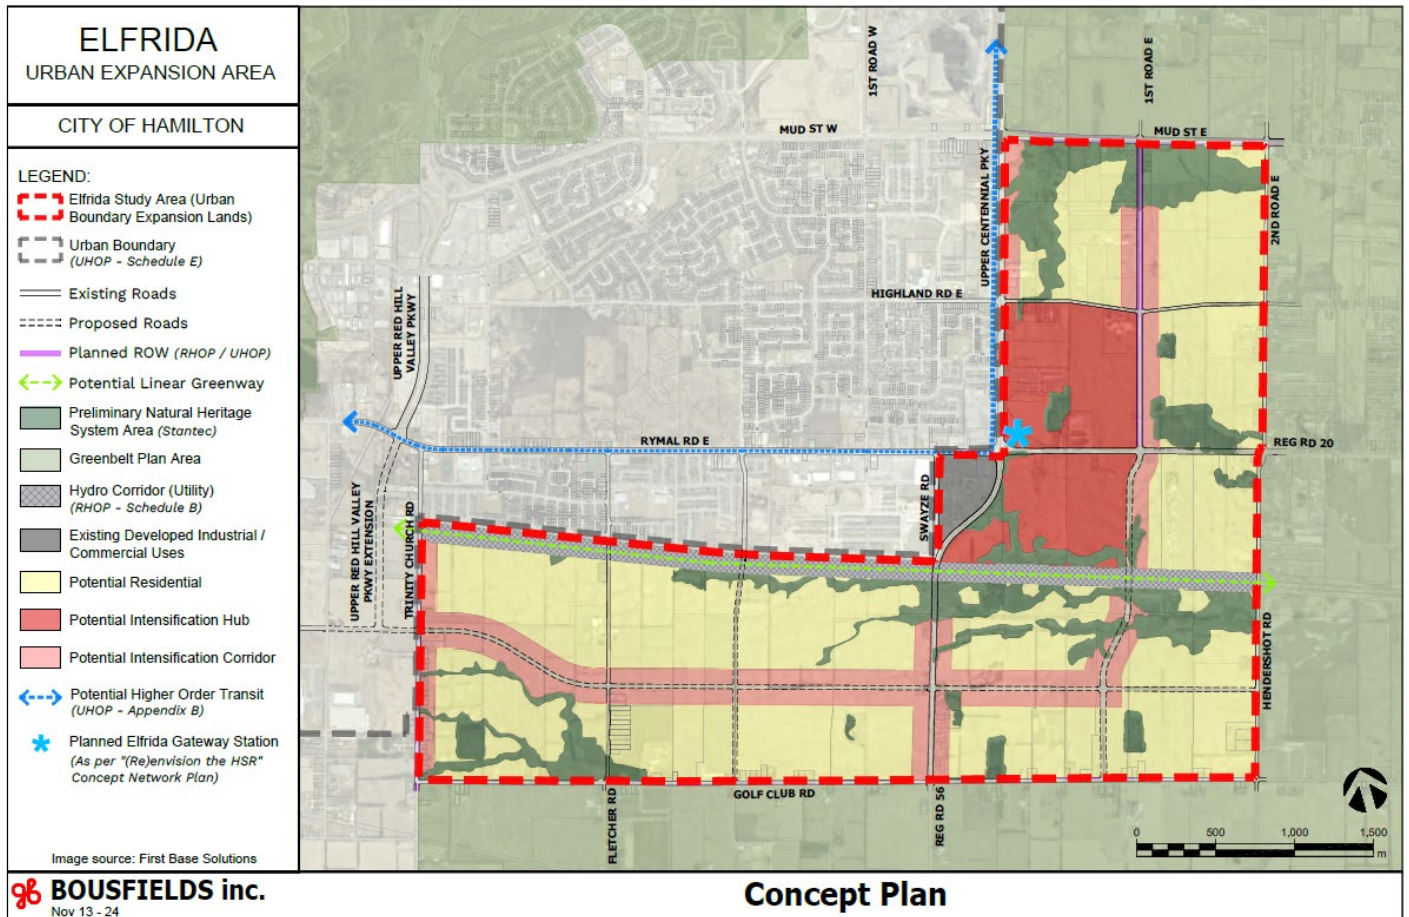 ELFRIDA
URBAN EXPANSION AREA
CITY OF HAMILTON
LEGEND:
Elfrida Study Area (Urban
Boundary Expansion Lands)
Urban Boundary
(UHOP - Schedule E)
Existing Roads
Proposed Roads
Planned ROW (RHOP / UHOP)
Potential Linear Greenway
Preliminary Natural Heritage
System Area (Stantec)
Greenbelt Plan Area
Hydro Corridor (Utility)
(RHOP - Schedule B)
Existing Developed Industrial /
Commercial Uses
Potential Residential
Potential Intensification Hub
Potential Intensification Corridor
Potential Higher Order Transit
(UHOP - Appendix B)
Planned Elfrida Gateway Station
(As per "(Re)envision the HSR"
Concept Network Plan)
Image source: First Base Solutions
BOUSFIELDS inc.
Nov 13 - 24
1ST ROAD W
1ST ROAD E
MUD ST W
MUD ST E
UPPER CENTENNIAL PKY
2ND ROAD E
HIGHLAND RD E
UPPER RED HILL
VALLEY PKWY
RYMAL RD E
REG RD 20
SWAYZE RD
UPPER RED HILL VALLEY
PKWY EXTENSION
TRINITY CHURCH RD
HENDERSHOT RD
GOLF CLUB RD
FLETCHER RD
REG RD 56
0 500 1,000 1,500
m
Concept Plan